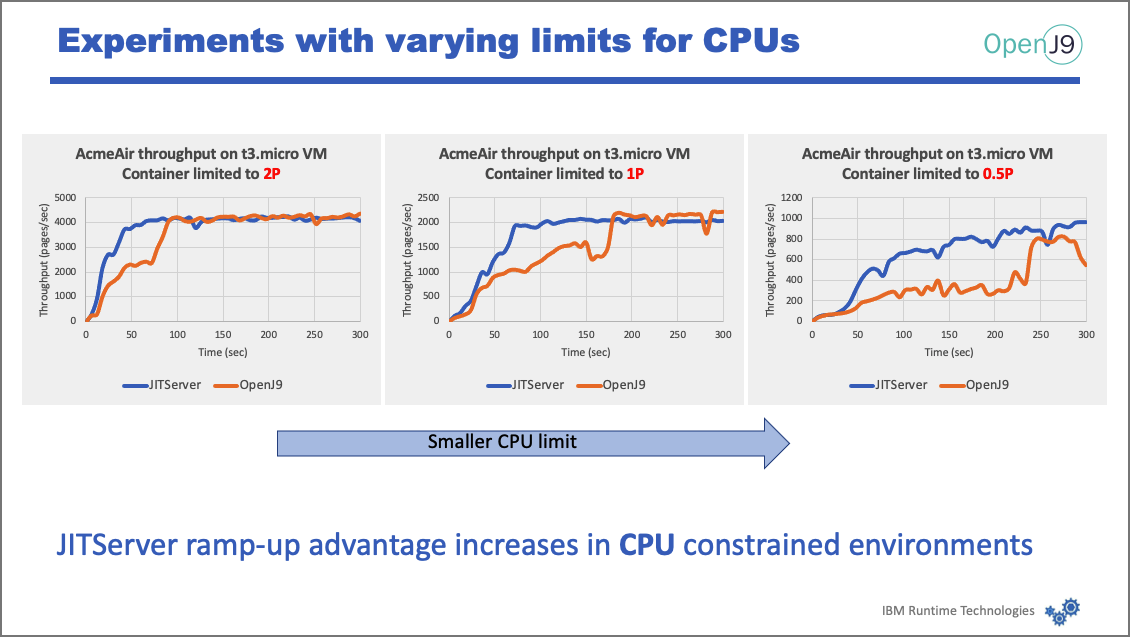 Experiments with varying limits for CPUs
OpenJ9
AcmeAir throughput on t3.micro VM
Container limited to 2P
Throughput (pages/sec)
5000
4000
3000
2000
1000
0
0 50 100 150 200 250 300
Time (sec)
JITServer OpenJ9
AcmeAir throughput on t3.micro VM
Container limited to 1P
Throughput (pages/sec)
2500
2000
1500
1000
500
0
0 50 100 150 200 250 300
Time (sec)
JITServer OpenJ9
AcmeAir throughput on t3.micro VM
Container limited to 0.5P
Throughput (pages/sec)
1200
1000
800
600
400
200
0
0 50 100 150 200 250 300
Time (sec)
JITServer OpenJ9
Smaller CPU limit
JITServer ramp-up advantage increases in CPU constrained environments
IBM Runtime Technologies